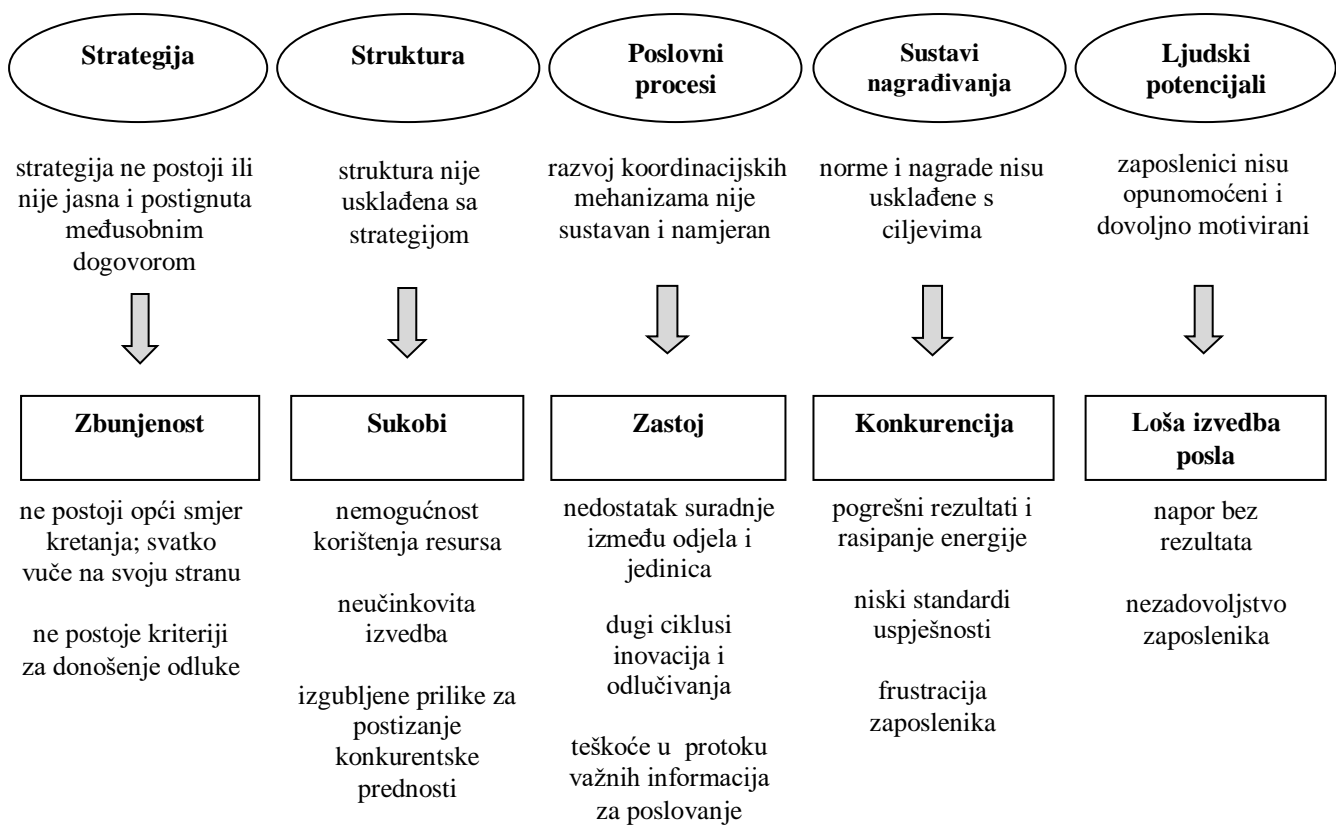 Strategija
strategija ne postoji ili
nije jasna i postignuta
međusobnim
dogovorom
Zbunjenost
ne postoji opći smjer
kretanja; svatko
vuče na svoju stranu
ne postoje kriteriji
za donošenje odluke
Struktura
struktura nije
usklađena sa
strategijom
Sukobi
nemogućnost
korištenja resursa
neučinkovita
izvedba
izgubljene prilike za
postizanje
konkurentske
prednosti
Poslovni
procesi
razvoj koordinacijskih
mehanizama nije
sustavan i namjeran
Zastoj
nedostatak suradnje
između odjela i
jedinica
dugi ciklusi
inovacija i
odlučivanja
teškoće u protoku
važnih informacija
za poslovanje
Sustavi
nagrađivanja
norme i nagrade nisu
usklađene s
ciljevima
Konkurencija
pogrešni rezultati i
rasipanje energije
niski standardi
uspješnosti
frustracija
zaposlenika
Ljudski
potencijali
zaposlenici nisu
opunomoćeni i
dovoljno motivirani
Loša izvedba
posla
napor bez
rezultata
nezadovoljstvo
zaposlenika